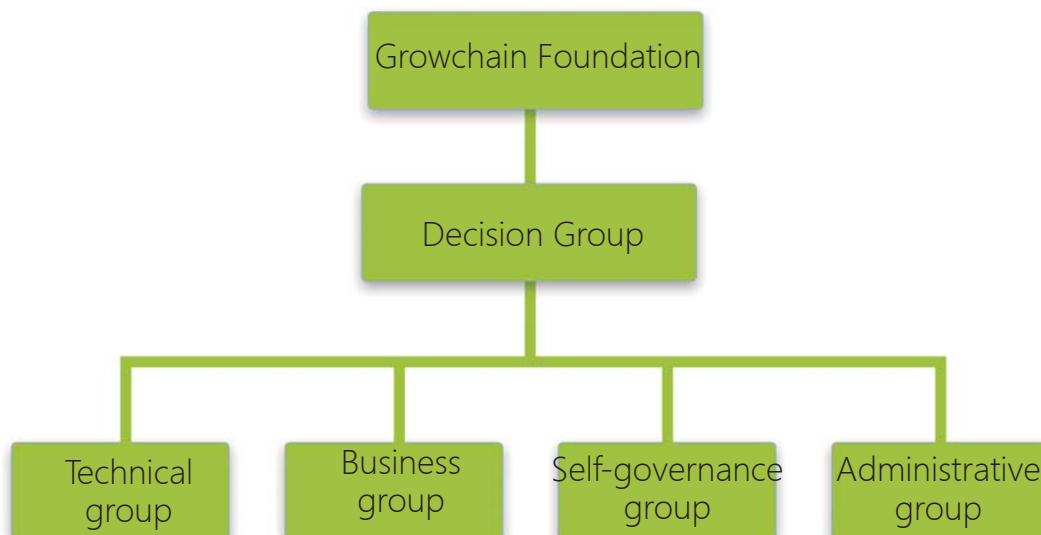 Growchain Foundation
Decision Group
Technical
group
Business
group
Self-governance
group
Administrative
group